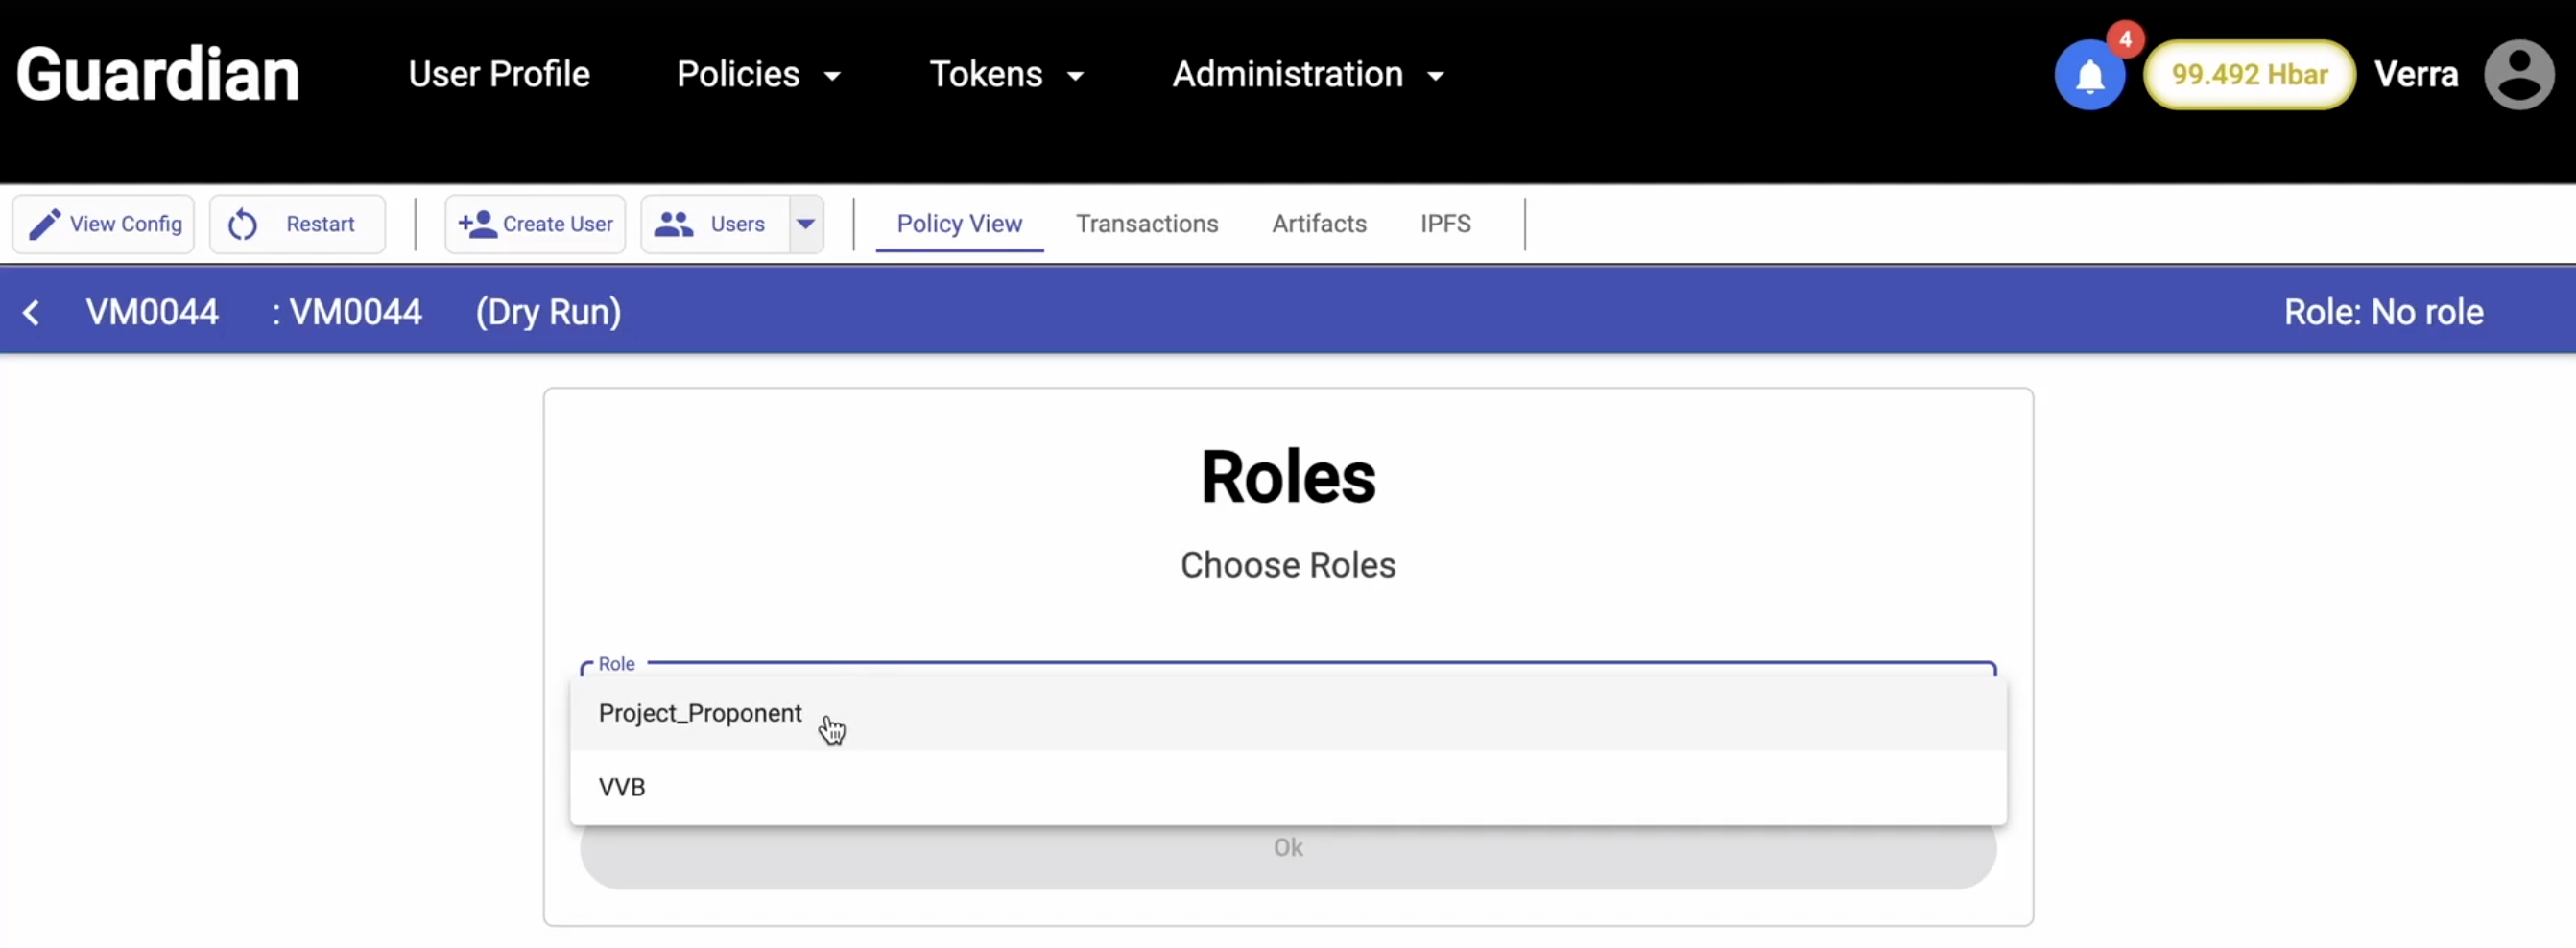 Guardian User Profile Policies Tokens Administration 4 99.492 Hbar Verra
View Config Restart Create User Users Policy View Transactions Artifacts IPFS
VM0044 : VM0044 (Dry Run) Role: No role
Roles
Choose Roles
Role
Project_Proponent
VVB
Ok